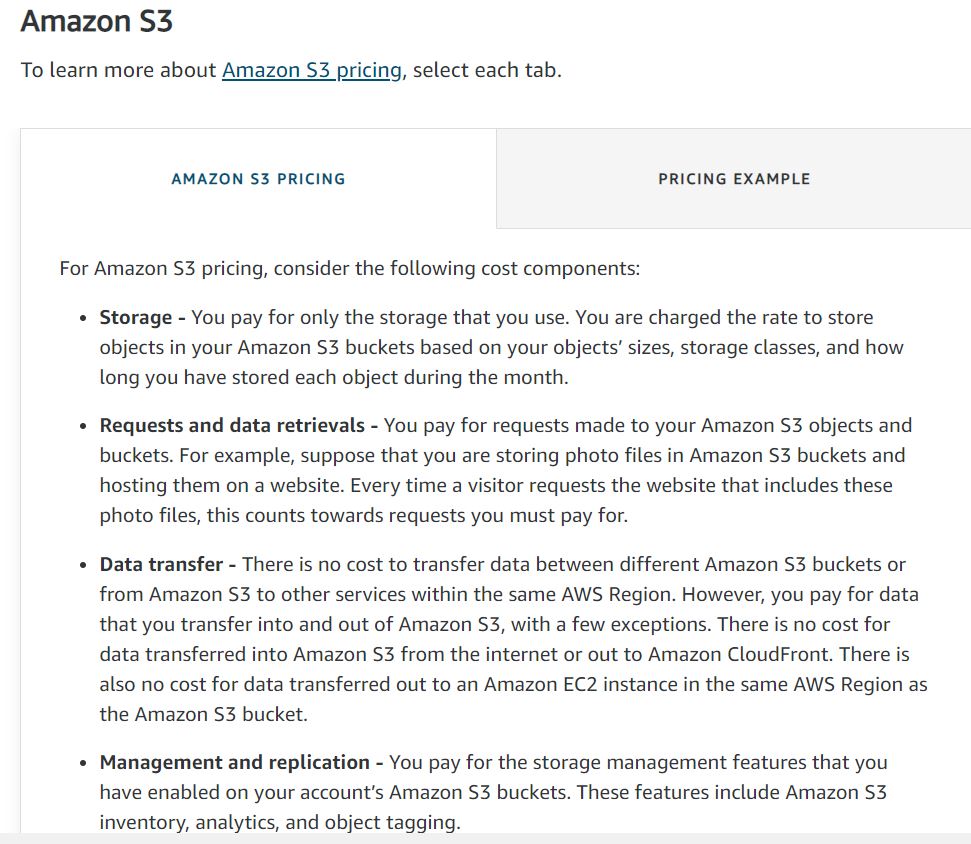 Amazon S3
To learn more about Amazon S3 pricing, select each tab.
AMAZON S3 PRICING
PRICING EXAMPLE
For Amazon S3 pricing, consider the following cost components:
• Storage - You pay for only the storage that you use. You are charged the rate to store
objects in your Amazon S3 buckets based on your objects’ sizes, storage classes, and how
long you have stored each object during the month.
• Requests and data retrievals - You pay for requests made to your Amazon S3 objects and
buckets. For example, suppose that you are storing photo files in Amazon S3 buckets and
hosting them on a website. Every time a visitor requests the website that includes these
photo files, this counts towards requests you must pay for.
• Data transfer - There is no cost to transfer data between different Amazon S3 buckets or
from Amazon S3 to other services within the same AWS Region. However, you pay for data
that you transfer into and out of Amazon S3, with a few exceptions. There is no cost for
data transferred into Amazon S3 from the internet or out to Amazon CloudFront. There is
also no cost for data transferred out to an Amazon EC2 instance in the same AWS Region as
the Amazon S3 bucket.
• Management and replication - You pay for the storage management features that you
have enabled on your account’s Amazon S3 buckets. These features include Amazon S3
inventory, analytics, and object tagging.